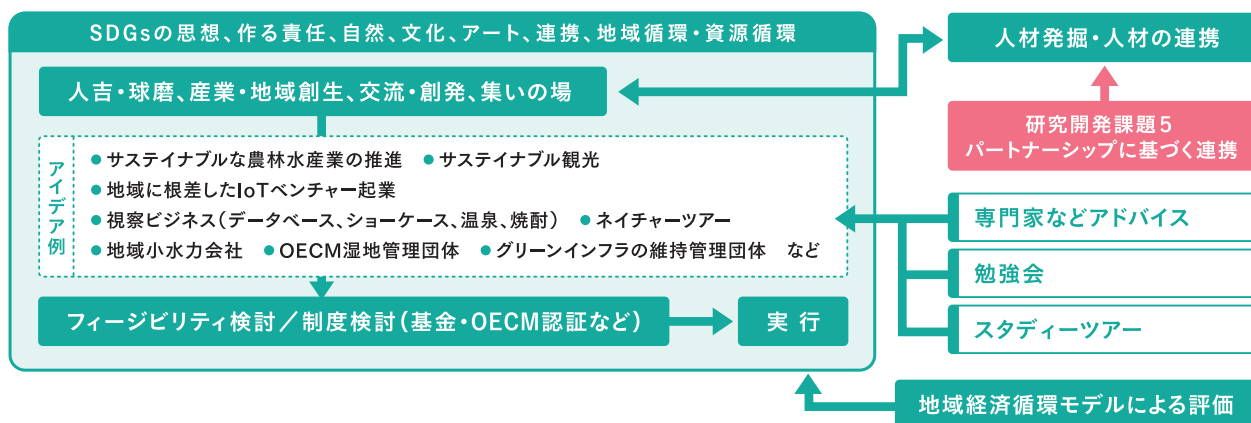 SDGsの思想、作る責任、自然、文化、アート、連携、地域循環・資源循環
人吉・球磨、産業・地域創生、交流・創発、集いの場
アイデア例
● サステイナブルな農林水産業の推進 ● サステイナブル観光
● 地域に根差したIoTベンチャー起業
● 視察ビジネス（データベース、ショーケース、温泉、焼酎） ● ネイチャーツアー
● 地域小水力会社 ● OECM湿地管理団体 ● グリーンインフラの維持管理団体 など
フィージビリティ検討／制度検討（基金・OECM認証など）
実行
人材発掘・人材の連携
研究開発課題5
パートナーシップに基づく連携
専門家などアドバイス
勉強会
スタディーツアー
地域経済循環モデルによる評価